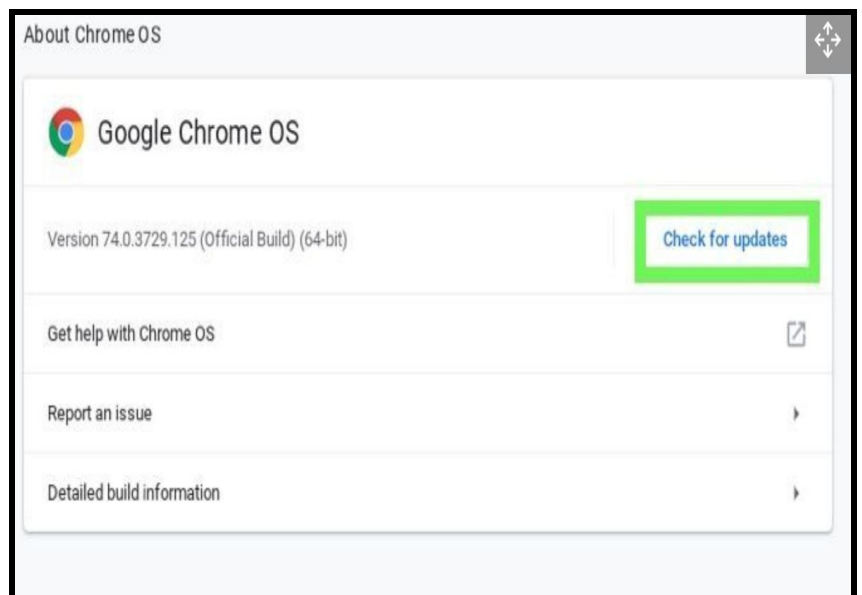 About Chrome OS
Google Chrome OS
Version 74.0.3729.125 (Official Build) (64-bit)
Check for updates
Get help with Chrome OS
Report an issue
Detailed build information